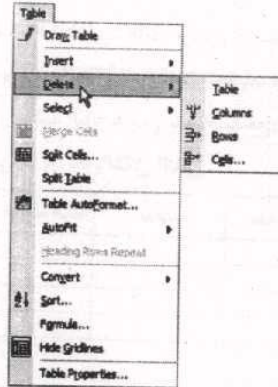 Table
Draw Table
Insert
Delete
Select
Merge Cells
Split Cells...
Split Table
Table AutoFormat...
AutoFit
Heading Rows Repeat
Convert
Sort...
Formula...
Hide Gridlines
Table Properties...
Table
Columns
Rows
Cells...